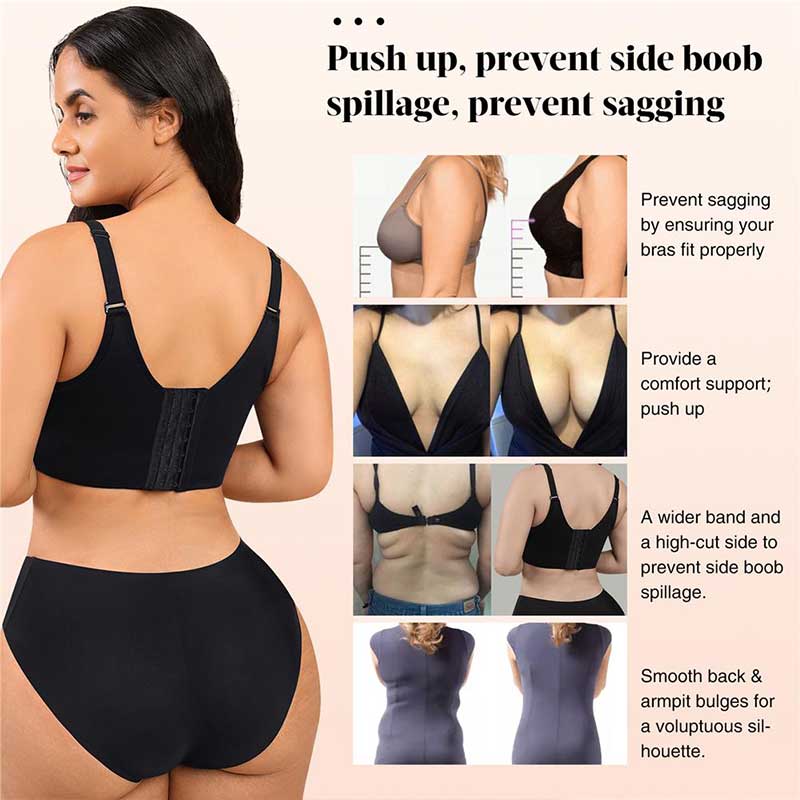 Push up, prevent side boob
spillage, prevent sagging
Prevent sagging
by ensuring your
bras fit properly
Provide a
comfort support;
push up
A wider band and
a high-cut side to
prevent side boob
spillage.
Smooth back &
armpit bulges for
a voluptuous sil-
houette.